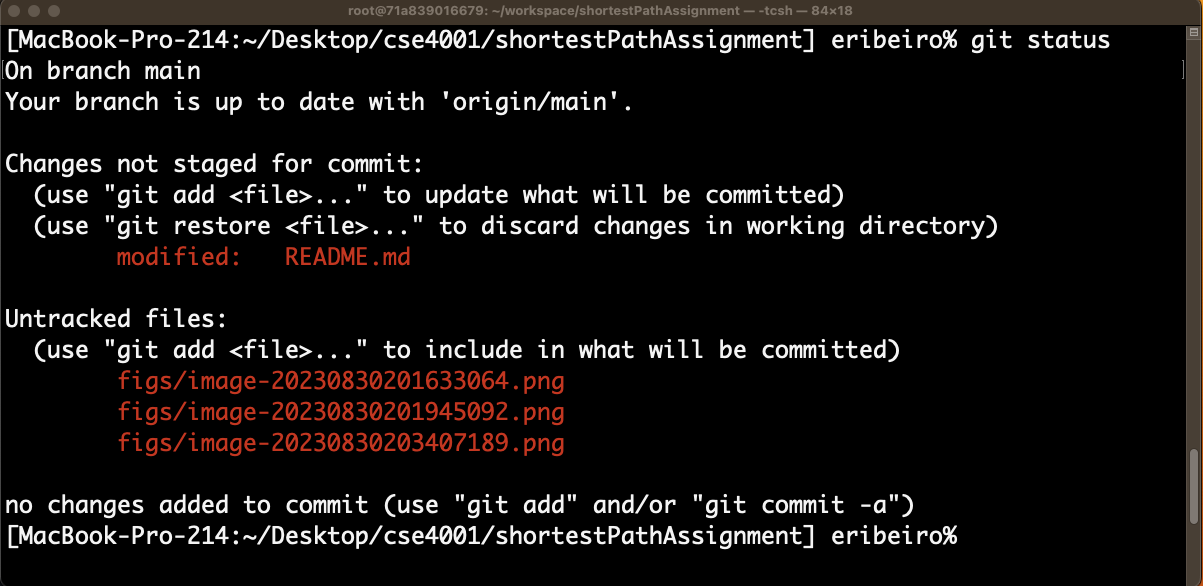 root@71a839016679: ~/workspace/shortestPathAssignment — -tcsh — 84×18
[MacBook-Pro-214:~/Desktop/cse4001/shortestPathAssignment] eribeiro% git status
On branch main
Your branch is up to date with 'origin/main'.
Changes not staged for commit:
  (use "git add <file>..." to update what will be committed)
  (use "git restore <file>..." to discard changes in working directory)
        modified:   README.md
Untracked files:
  (use "git add <file>..." to include in what will be committed)
        figs/image-20230830201633064.png
        figs/image-20230830201945092.png
        figs/image-20230830203407189.png
no changes added to commit (use "git add" and/or "git commit -a")
[MacBook-Pro-214:~/Desktop/cse4001/shortestPathAssignment] eribeiro%